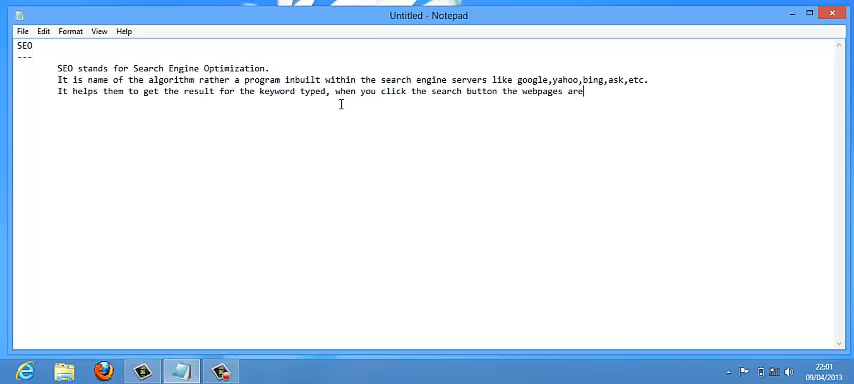 Untitled - Notepad
File Edit Format View Help
SEO
---
SEO stands for Search Engine Optimization.
It is name of the algorithm rather a program inbuilt within the search engine servers like google,yahoo,bing,ask,etc.
It helps them to get the result for the keyword typed, when you click the search button the webpages are
22:01
09/04/2013